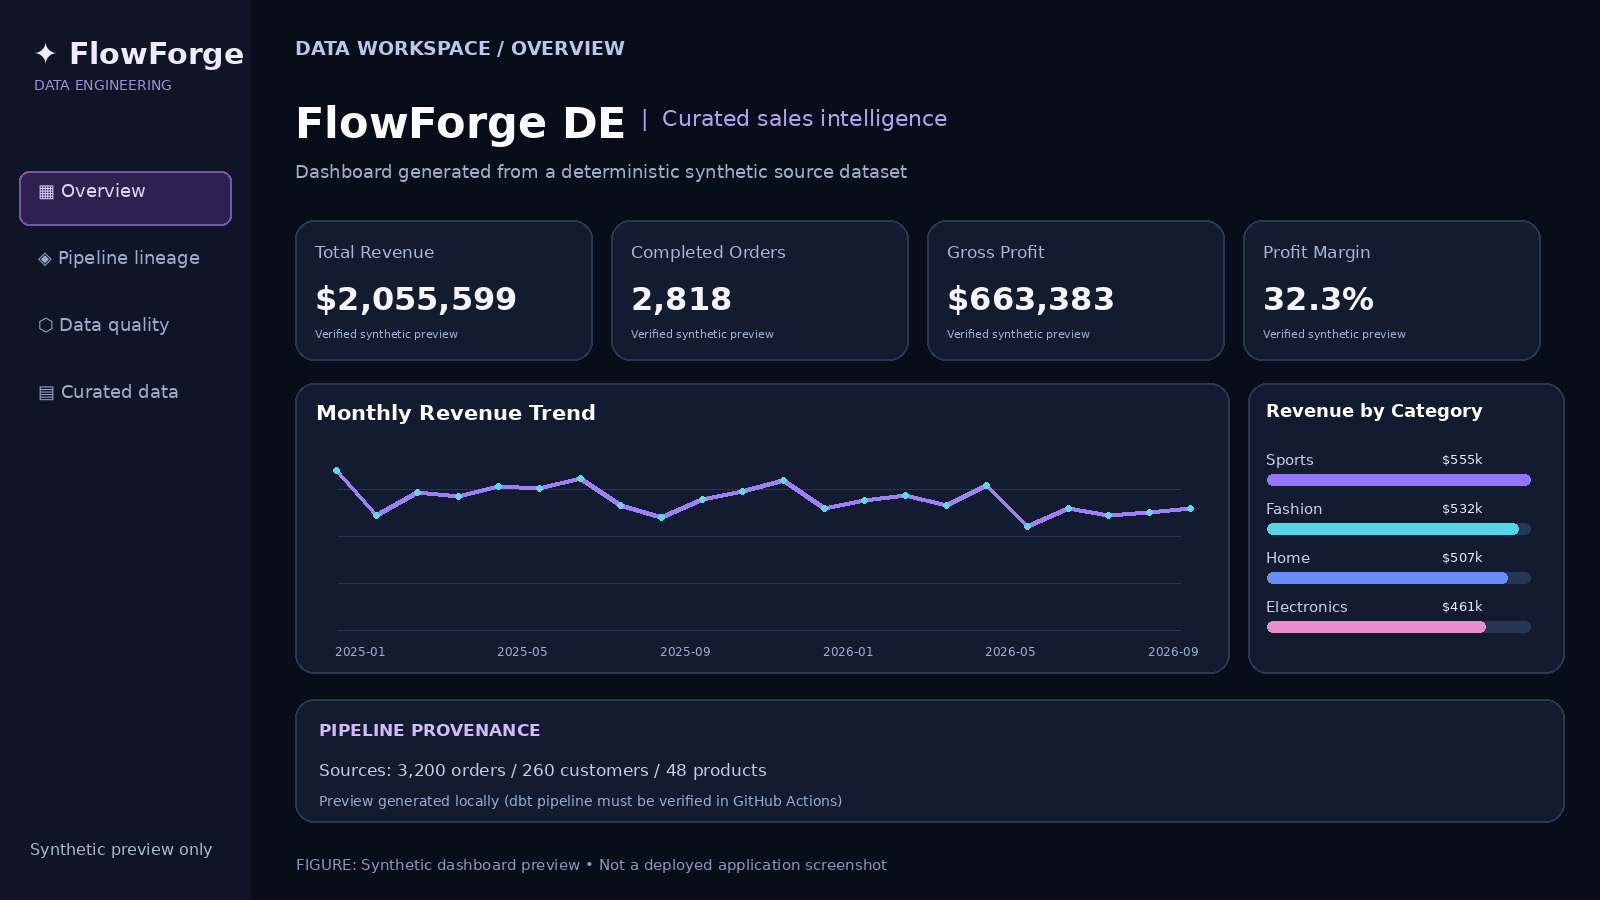 ✦ FlowForge
DATA ENGINEERING
▦ Overview
◈ Pipeline lineage
⬡ Data quality
▤ Curated data
Synthetic preview only
DATA WORKSPACE / OVERVIEW
FlowForge DE | Curated sales intelligence
Dashboard generated from a deterministic synthetic source dataset
Total Revenue
$2,055,599
Verified synthetic preview
Completed Orders
2,818
Verified synthetic preview
Gross Profit
$663,383
Verified synthetic preview
Profit Margin
32.3%
Verified synthetic preview
Monthly Revenue Trend
2025-01 2025-05 2025-09 2026-01 2026-05 2026-09
Revenue by Category
Sports $555k
Fashion $532k
Home $507k
Electronics $461k
PIPELINE PROVENANCE
Sources: 3,200 orders / 260 customers / 48 products
Preview generated locally (dbt pipeline must be verified in GitHub Actions)
FIGURE: Synthetic dashboard preview • Not a deployed application screenshot